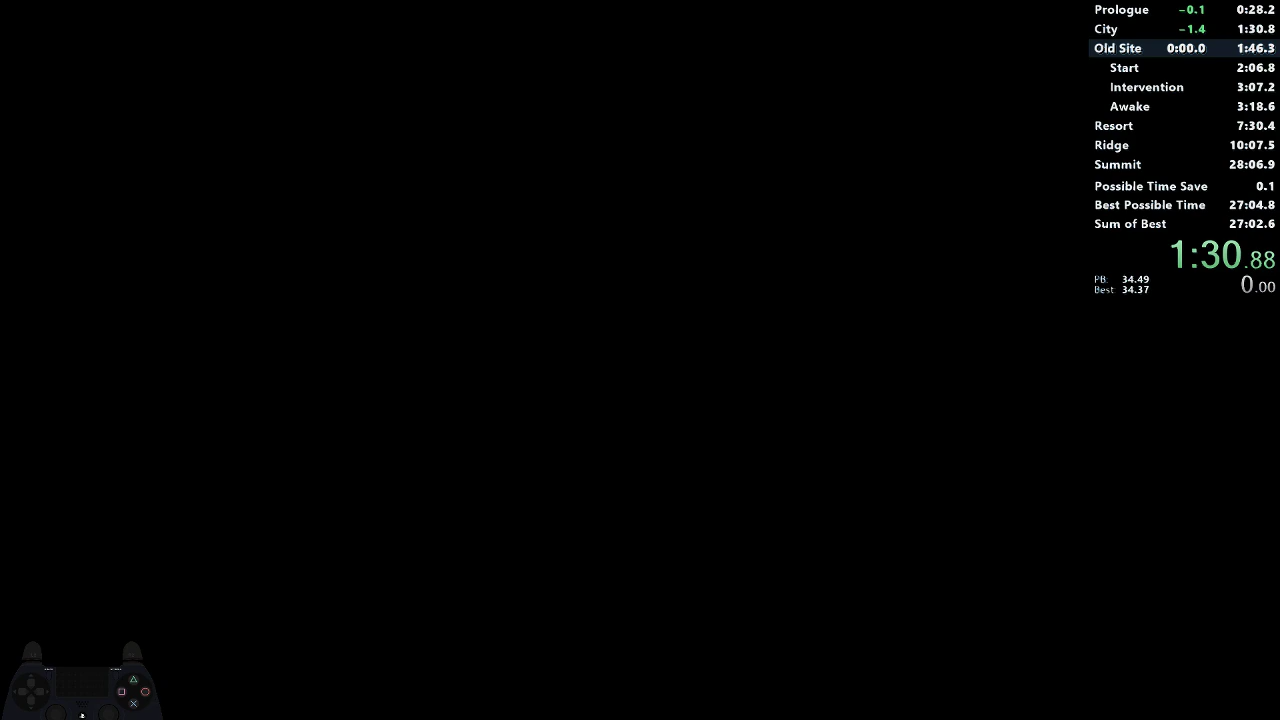 Prologue -0.1 0:28.2
City -1.4 1:30.8
Old Site 0:00.0 1:46.3
Start 2:06.8
Intervention 3:07.2
Awake 3:18.6
Resort 7:30.4
Ridge 10:07.5
Summit 28:06.9
Possible Time Save 0.1
Best Possible Time 27:04.8
Sum of Best 27:02.6
1:30.88
PB: 34.49
Best: 34.37
0.00